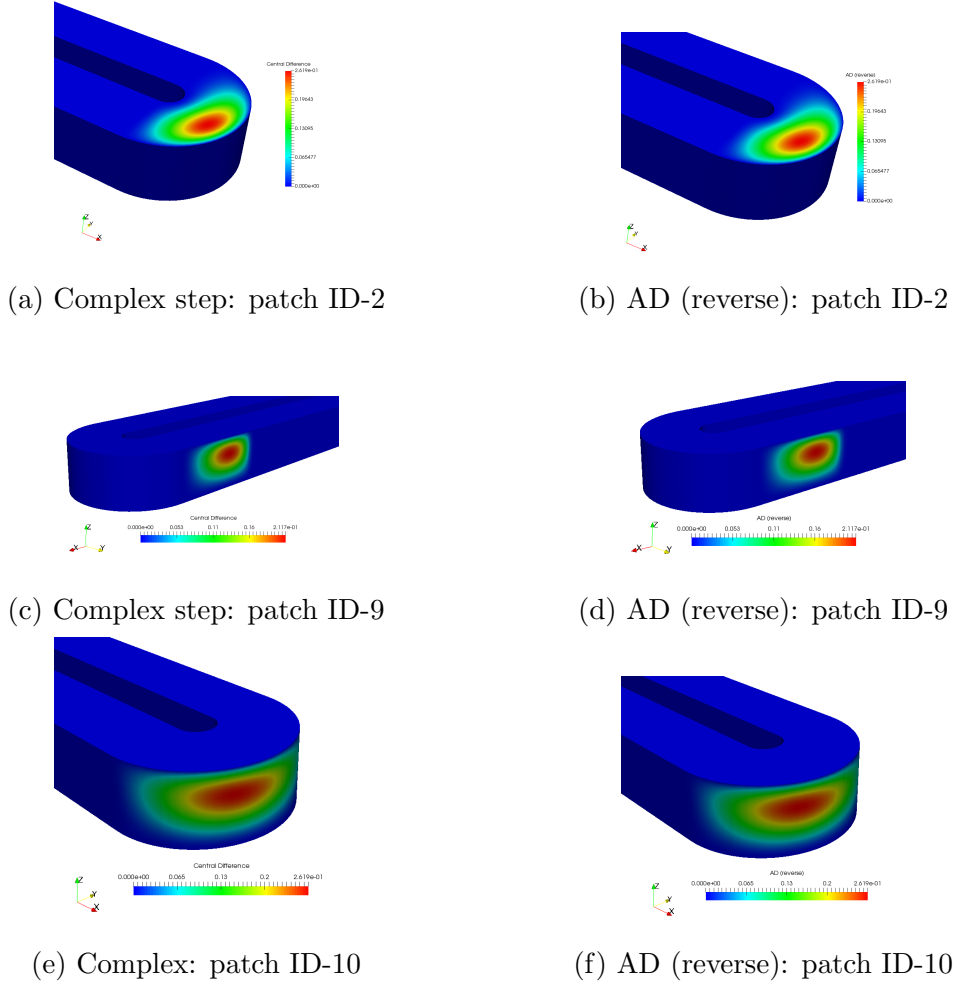 Central Difference
2.619e-01
0.19643
0.13095
0.065477
0.000e+00
Z
Y
X
AD (reverse)
2.619e-01
0.19643
0.13095
0.065477
0.000e+00
Z
Y
X
(a) Complex step: patch ID-2
(b) AD (reverse): patch ID-2
Central Difference
0.000e+00 0.053 0.11 0.16 2.117e-01
Z
X Y
AD (reverse)
0.000e+00 0.053 0.11 0.16 2.117e-01
Z
X Y
(c) Complex step: patch ID-9
(d) AD (reverse): patch ID-9
Central Difference
0.000e+00 0.065 0.13 0.2 2.619e-01
Z
Y
X
AD (reverse)
0.000e+00 0.065 0.13 0.2 2.619e-01
Z
Y
X
(e) Complex: patch ID-10
(f) AD (reverse): patch ID-10